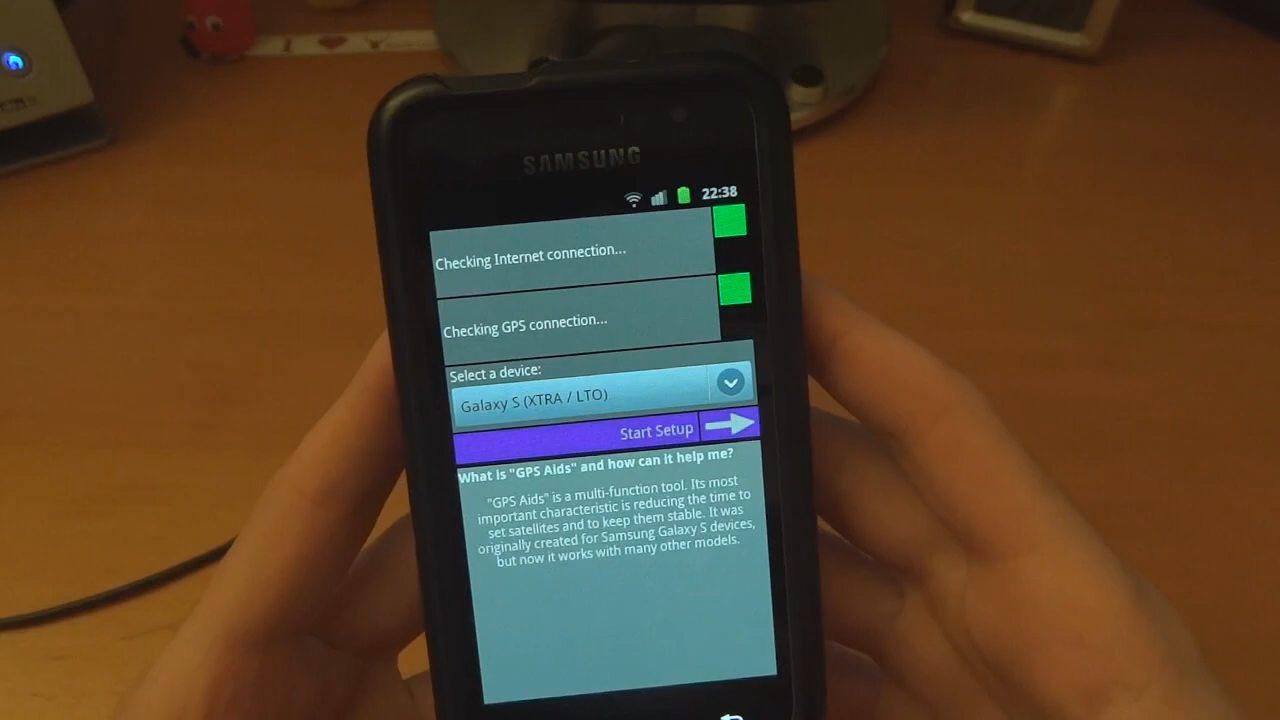 I
SAMSUNG
22:38
Checking Internet connection...
Checking GPS connection...
Select a device:
Galaxy S (XTRA / LTO)
Start Setup
What is "GPS Aids" and how can it help me?
"GPS Aids" is a multi-function tool. Its most
important characteristic is reducing the time to
set satellites and to keep them stable. It was
originally created for Samsung Galaxy S devices,
but now it works with many other models.